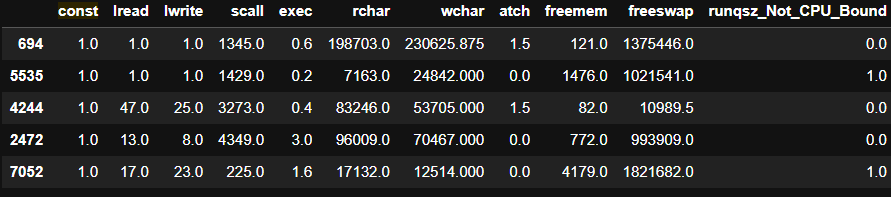 const lread lwrite scall exec rchar wchar atch freemem freeswap runqsz_Not_CPU_Bound
694 1.0 1.0 1.0 1345.0 0.6 198703.0 230625.875 1.5 121.0 1375446.0 0.0
5535 1.0 1.0 1.0 1429.0 0.2 7163.0 24842.000 0.0 1476.0 1021541.0 1.0
4244 1.0 47.0 25.0 3273.0 0.4 83246.0 53705.000 1.5 82.0 10989.5 0.0
2472 1.0 13.0 8.0 4349.0 3.0 96009.0 70467.000 0.0 772.0 993909.0 0.0
7052 1.0 17.0 23.0 225.0 1.6 17132.0 12514.000 0.0 4179.0 1821682.0 1.0